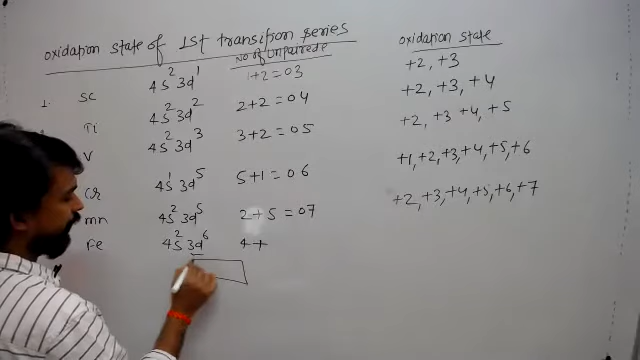 oxidation state of 1st transition series
No of unpaired e
oxidation state
1. SC 4S² 3d¹ 1+2 = 03 +2, +3
Ti 4S² 3d² 2+2 = 04 +2, +3, +4
V 4S² 3d³ 3+2 = 05 +2, +3 +4, +5
Cr 4S¹ 3d⁵ 5+1 = 06 +1, +2, +3, +4, +5, +6
mn 4S² 3d⁵ 2+5 = 07 +2, +3, +4, +5, +6, +7
Fe 4S² 3d⁶ 4+